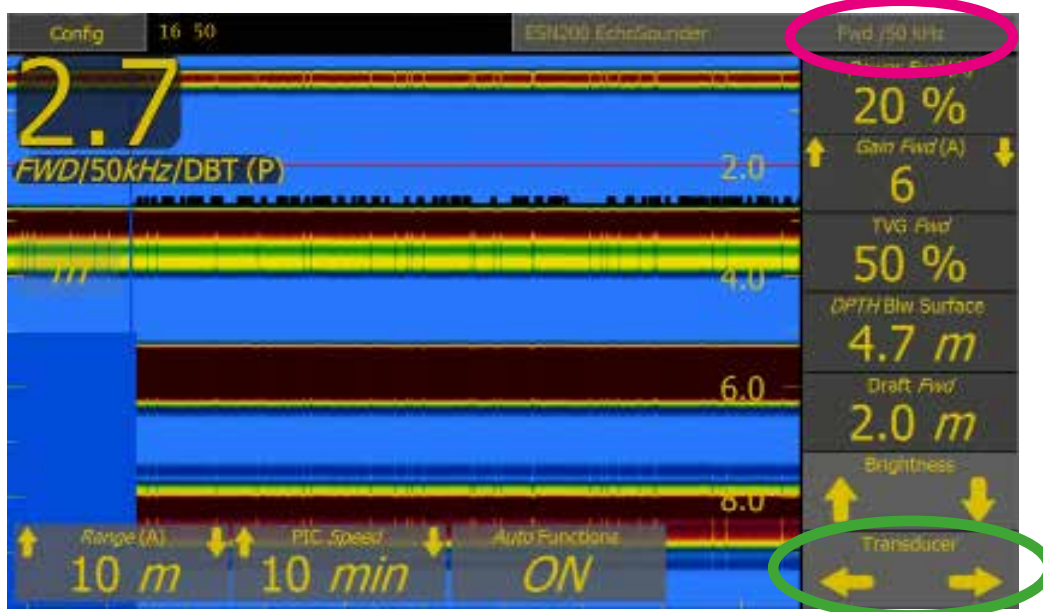 Config
16 50
ESN200 EchoSounder
Fwd /50 kHz
2.7
FWD/50kHz/DBT (P)
2.0
4.0
6.0
8.0
20 %
Gain Fwd (A)
6
TVG Fwd
50 %
DPTH Blw Surface
4.7 m
Draft Fwd
2.0 m
Brightness
Transducer
Range (A)
10 m
PIC Speed
10 min
Auto Functions
ON